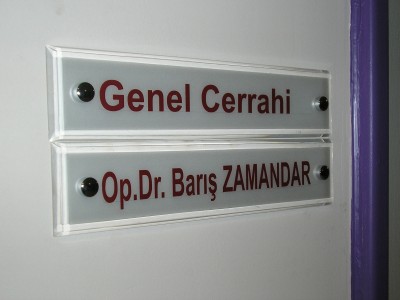 Genel Cerrahi
Op.Dr. Barış ZAMANDAR